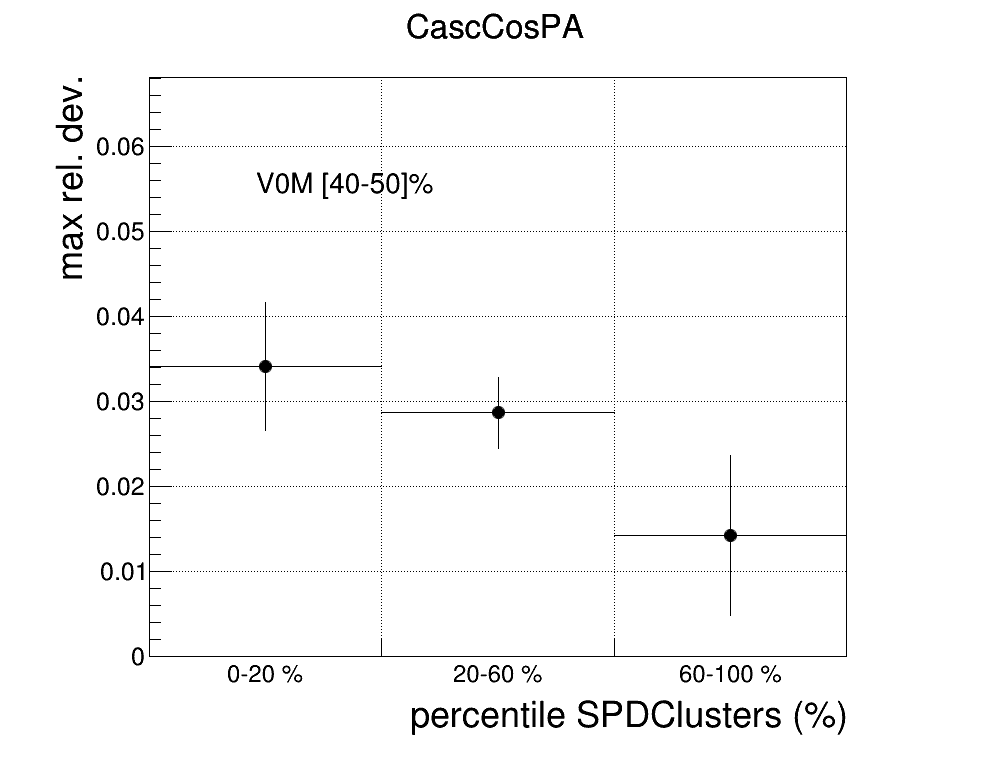 CascCosPA
max rel. dev.
0.06
V0M [40-50]%
0.05
0.04
0.03
0.02
0.01
0
0-20 %
20-60 %
60-100 %
percentile SPDClusters (%)